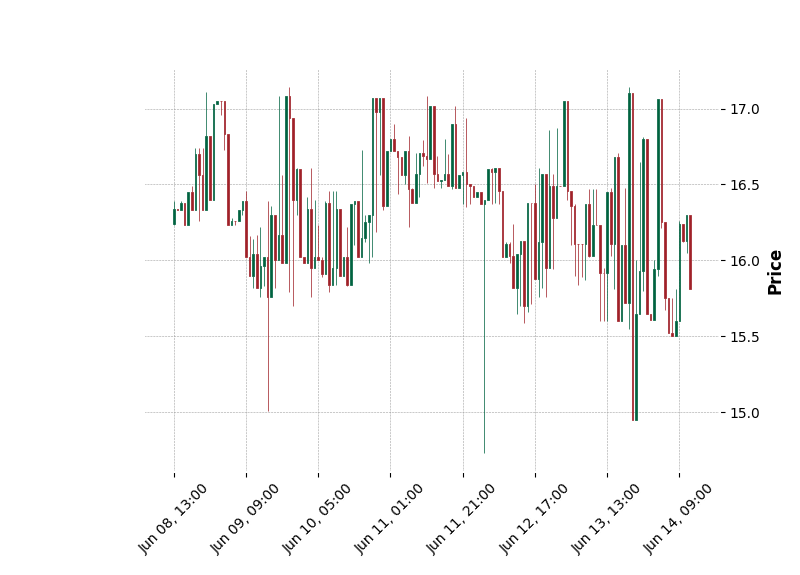 17.0
16.5
16.0
15.5
15.0
Price
Jun 08, 13:00
Jun 09, 09:00
Jun 10, 05:00
Jun 11, 01:00
Jun 11, 21:00
Jun 12, 17:00
Jun 13, 13:00
Jun 14, 09:00